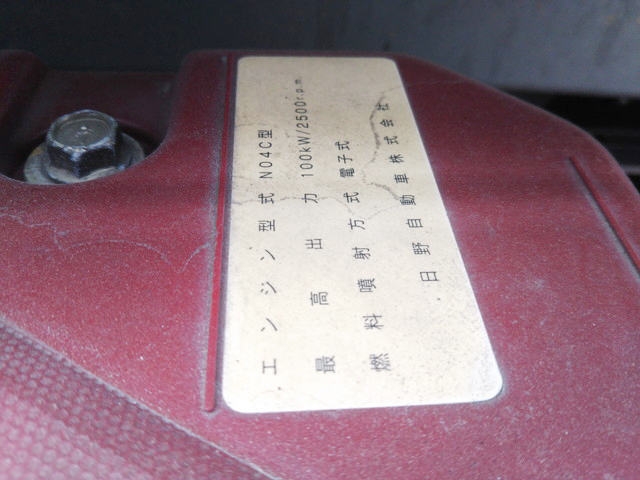 エンジン型式 N04C型
最高出力 100kW/2500r.p.m.
燃料噴射方式 電子式
日野自動車株式会社